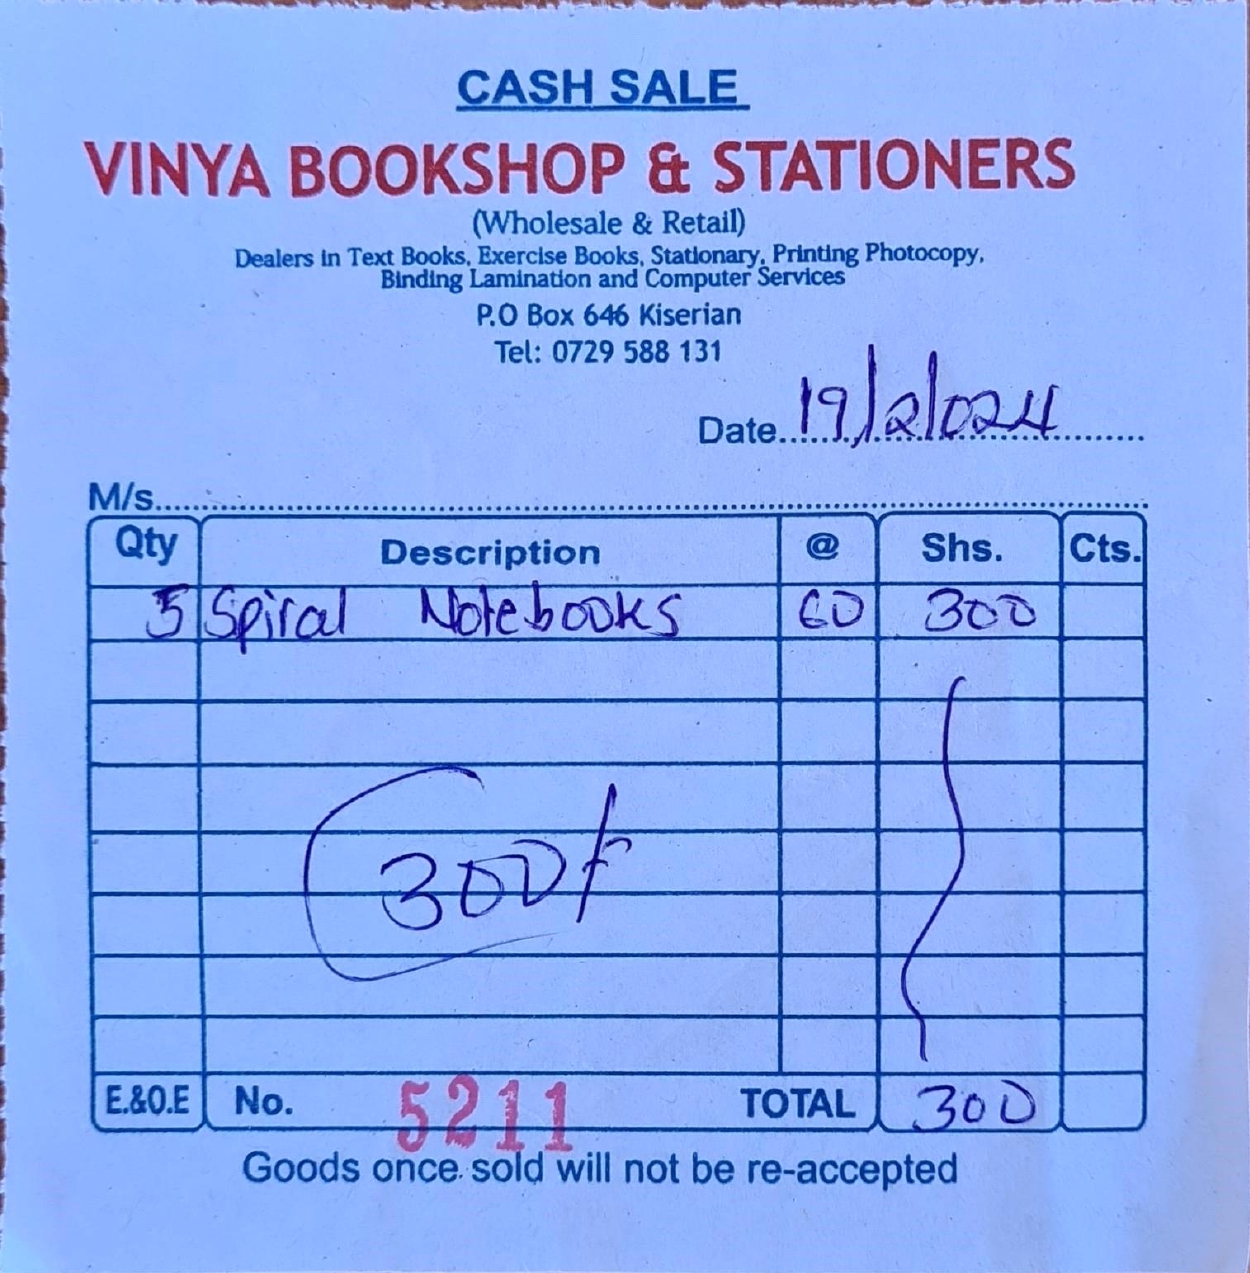 CASH SALE
VINYA BOOKSHOP & STATIONERS
(Wholesale & Retail)
Dealers in Text Books, Exercise Books, Stationary, Printing Photocopy,
Binding Lamination and Computer Services
P.O Box 646 Kiserian
Tel: 0729 588 131
Date 19/2/024
M/s
Qty Description @ Shs. Cts.
5 Spiral Notebooks 60 300
300/=
E.&O.E No. 5211 TOTAL 300
Goods once sold will not be re-accepted